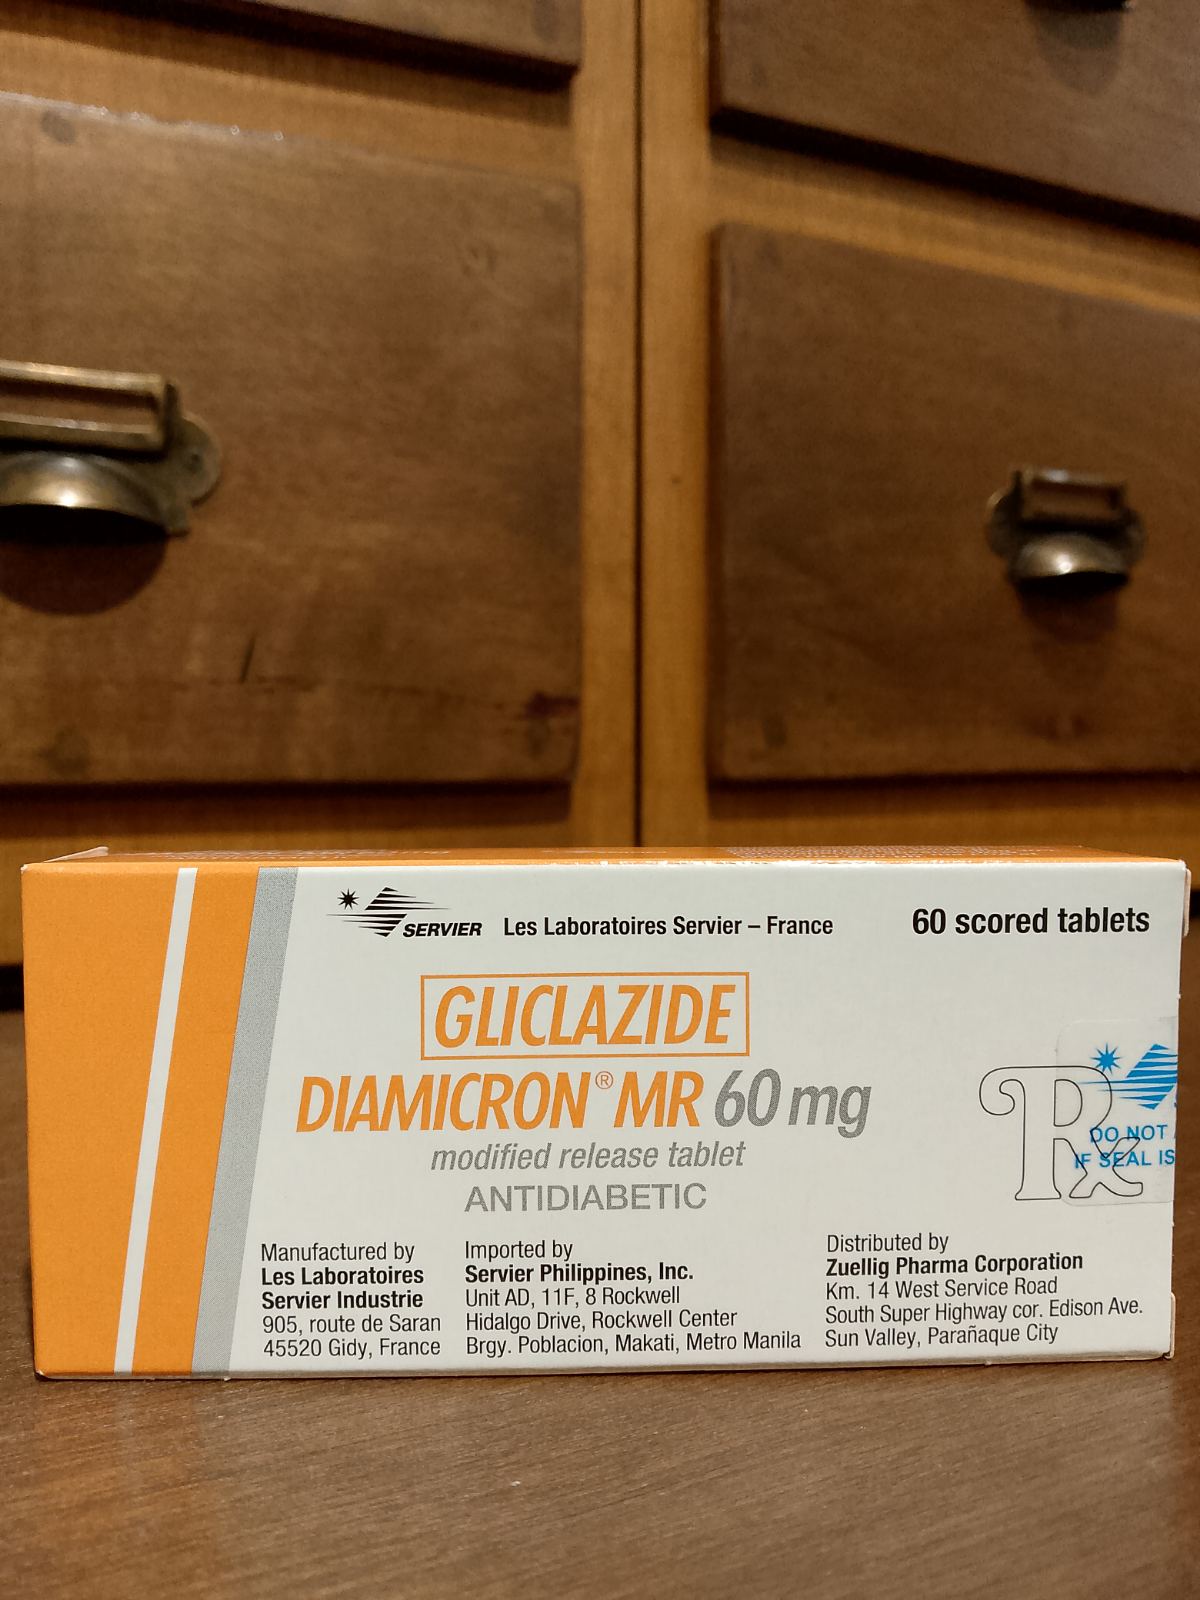 SERVIER Les Laboratoires Servier – France
60 scored tablets
GLICLAZIDE
DIAMICRON® MR 60 mg
modified release tablet
ANTIDIABETIC
Rx
DO NOT
IF SEAL IS
Manufactured by
Les Laboratoires
Servier Industrie
905, route de Saran
45520 Gidy, France
Imported by
Servier Philippines, Inc.
Unit AD, 11F, 8 Rockwell
Hidalgo Drive, Rockwell Center
Brgy. Poblacion, Makati, Metro Manila
Distributed by
Zuellig Pharma Corporation
Km. 14 West Service Road
South Super Highway cor. Edison Ave.
Sun Valley, Parañaque City